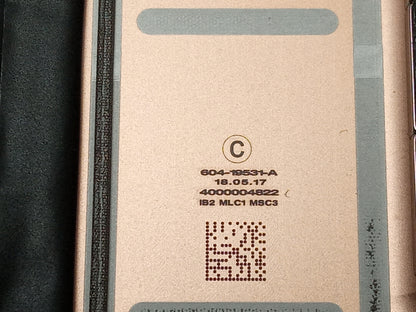 C
604-19531-A
18.05.17
4000004822
IB2 MLC1 MSC3